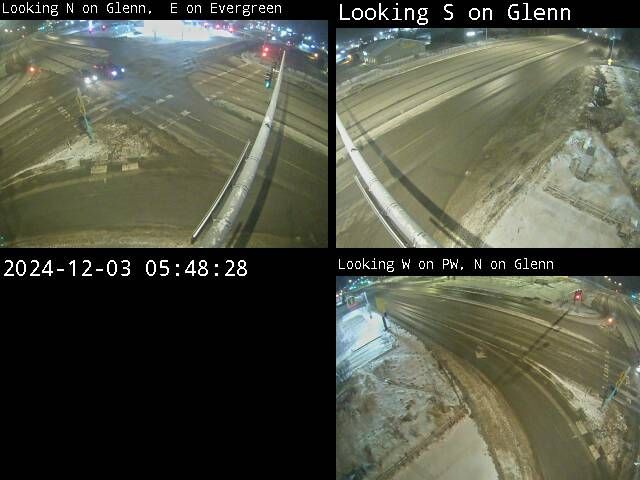 Looking N on Glenn,  E on Evergreen
Looking S on Glenn
2024-12-03 05:48:28
Looking W on PW, N on Glenn